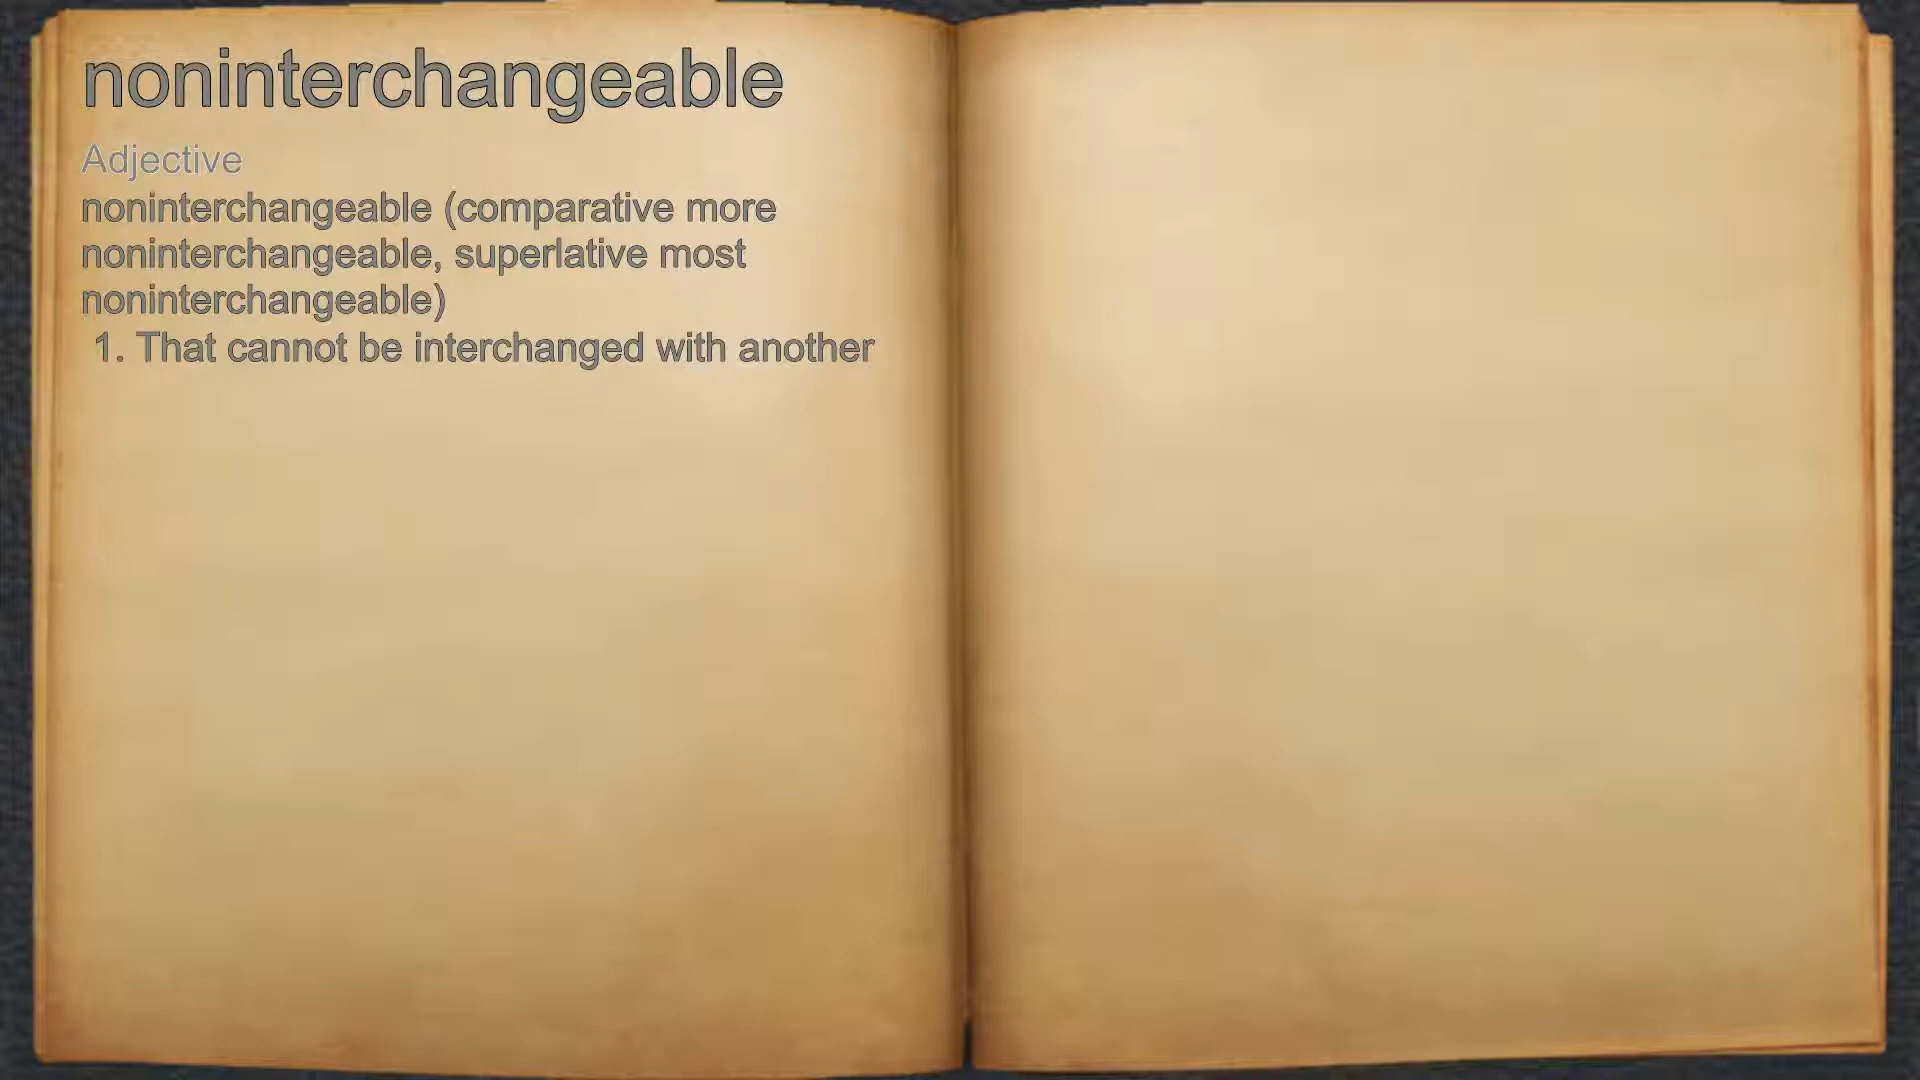 noninterchangeable
Adjective
noninterchangeable (comparative more
noninterchangeable, superlative most
noninterchangeable)
1. That cannot be interchanged with another